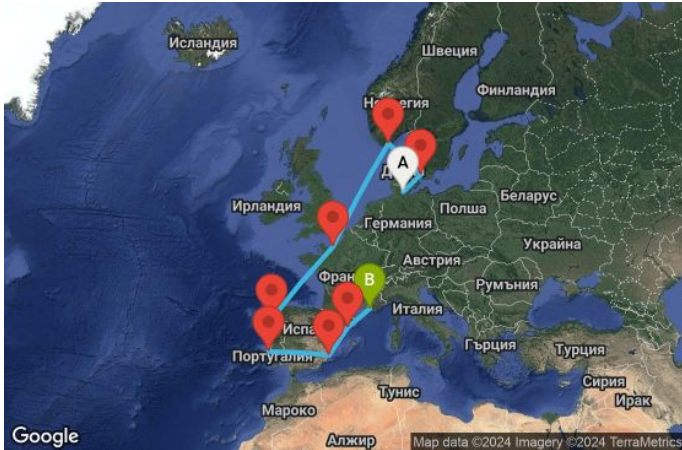 Исландия
Швеция
Финландия
Норвегия
A
Беларус
Ирландия
Полша
Германия
Украйна
Австрия
Франция
B
Румъния
Италия
Испания
Португалия
Гърция
Турция
Тунис
Сирия
Ирак
Мароко
Алжир
Google
Map data ©2024 Imagery ©2024 TerraMetrics